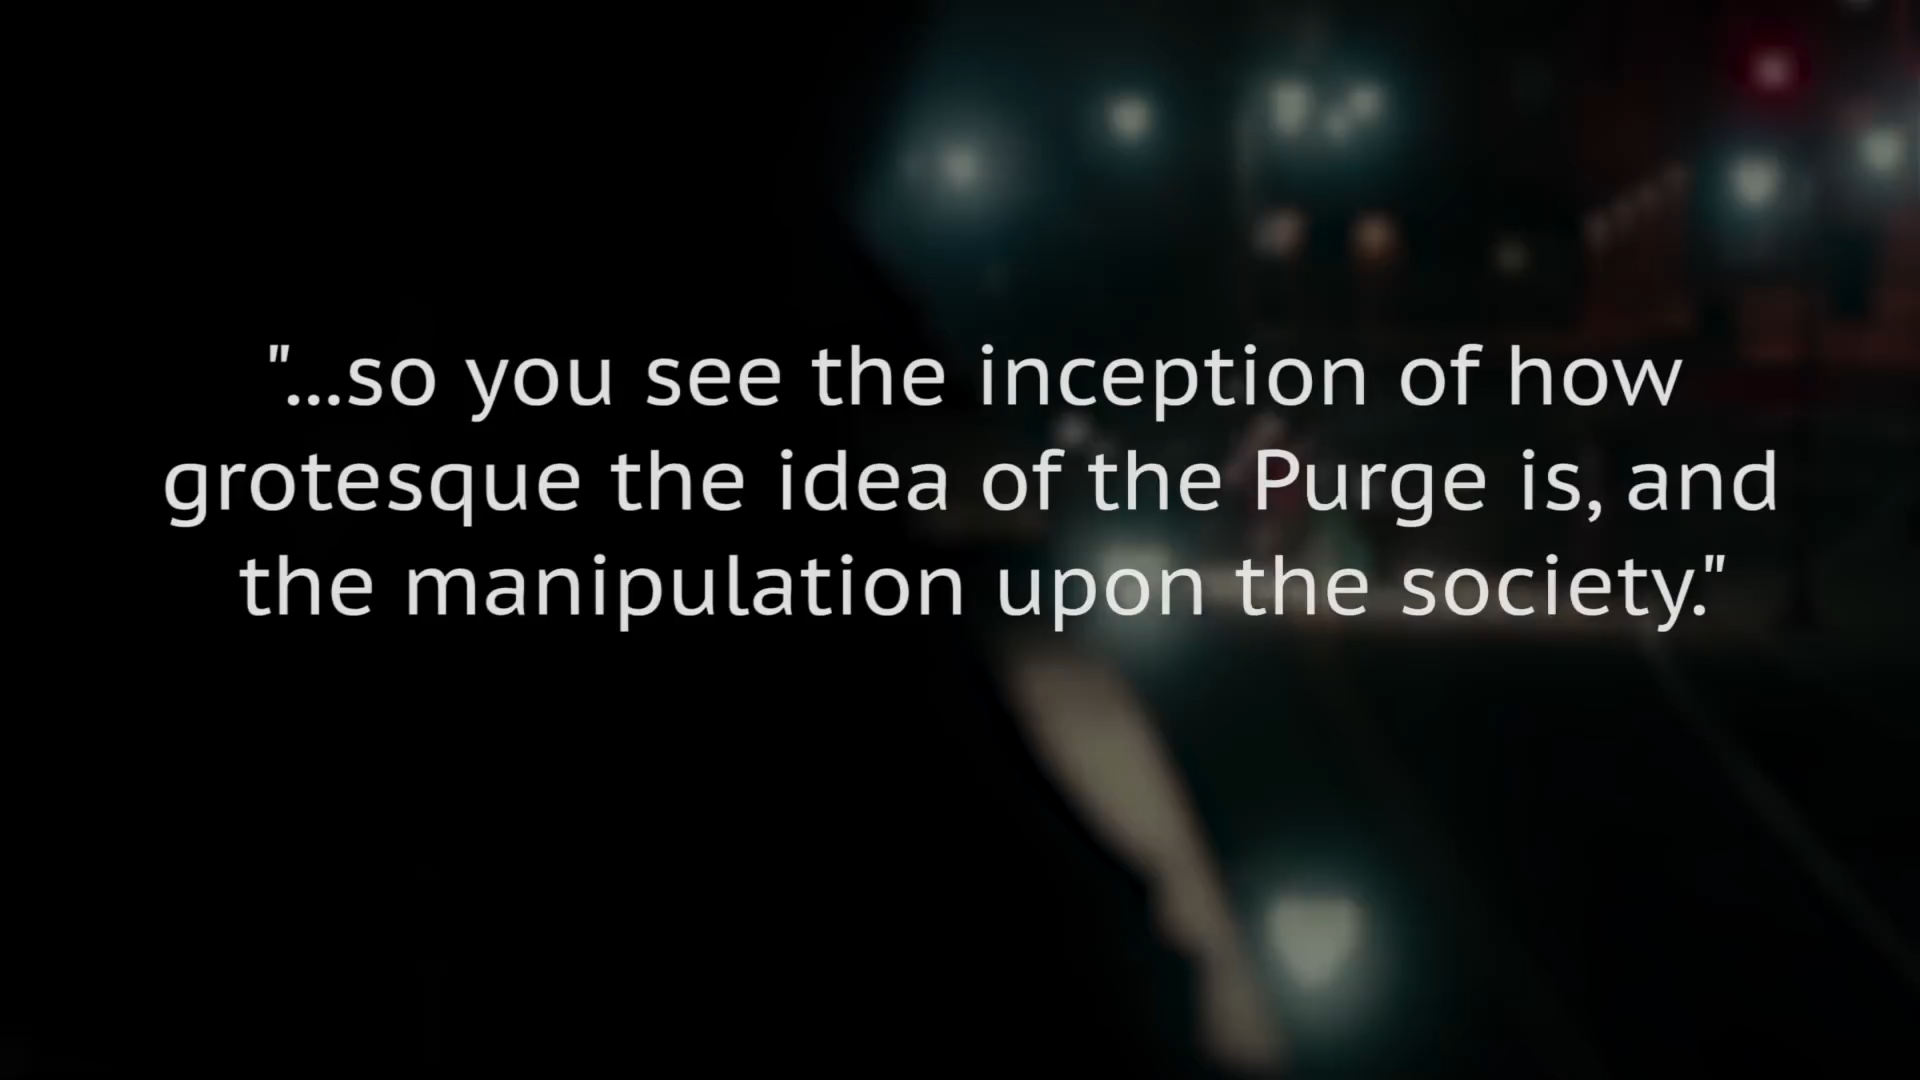 "...so you see the inception of how
grotesque the idea of the Purge is, and
the manipulation upon the society."